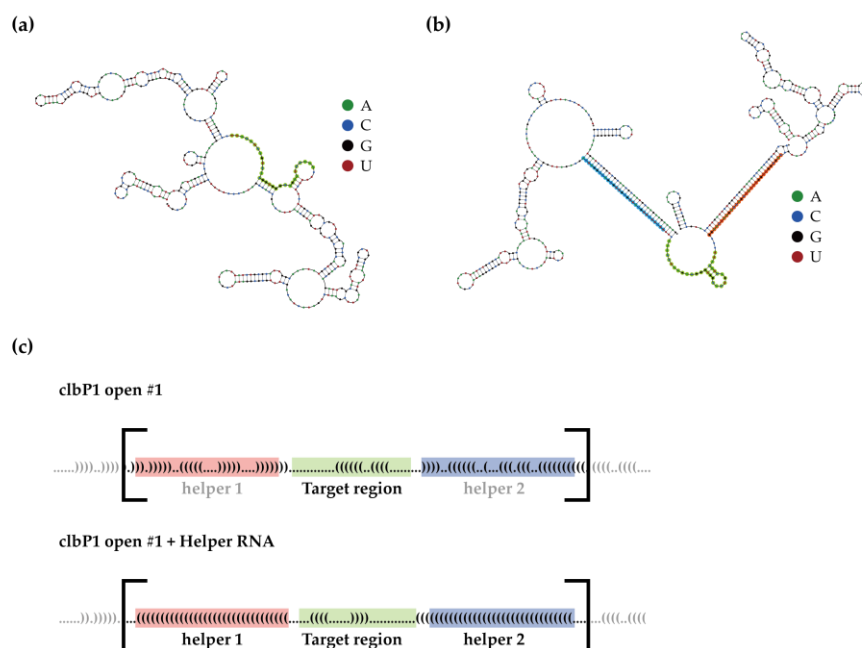 (a)
(b)
A
C
G
U
A
C
G
U
(c)
clbP1 open #1
......))))..)))) .))).)))))..(((((....)))))....)))))))..............((((((..((((.........))))..((((((..(...(((.(((..(((((((((( ((((..((((....
helper 1 Target region helper 2
clbP1 open #1 + Helper RNA
......)).)))))..(((((((((((((((((((((((((((((((((......((((......))))............((((((((((((((((((((((((((((((((.......((((..((((
helper 1 Target region helper 2